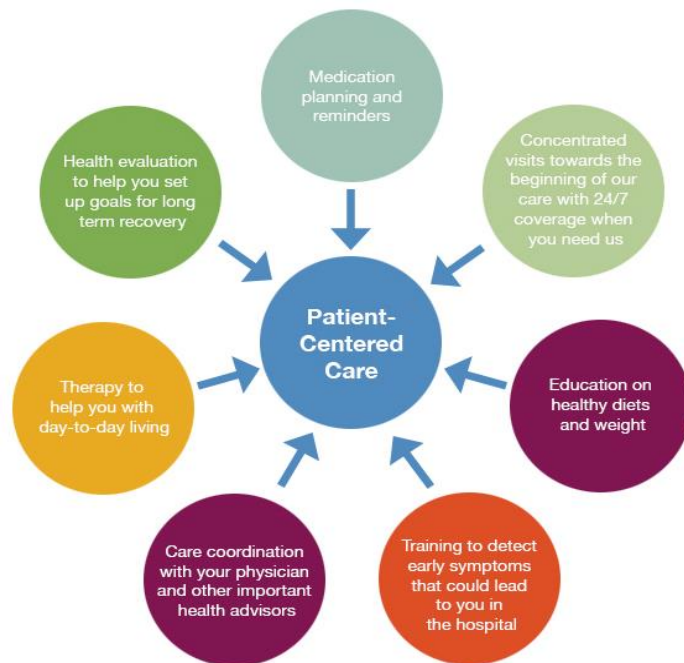 Medication
planning and
reminders
Concentrated
visits towards the
beginning of our
care with 24/7
coverage when
you need us
Health evaluation
to help you set
up goals for long
term recovery
Patient-
Centered
Care
Therapy to
help you with
day-to-day living
Education on
healthy diets
and weight
Care coordination
with your physician
and other important
health advisors
Training to detect
early symptoms
that could lead
to you in
the hospital